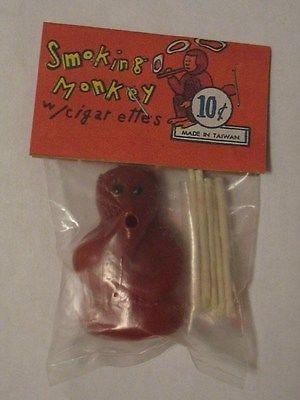 Smoking
Monkey
w/cigarettes
10¢
MADE IN TAIWAN